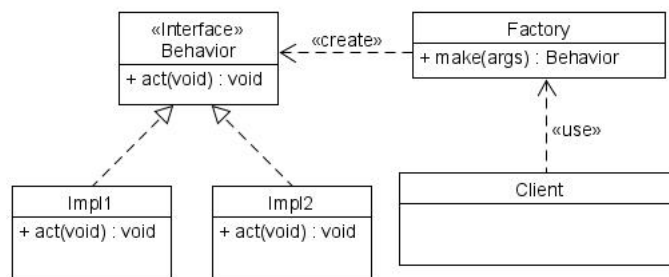 «Interface»
Behavior
+ act(void) : void
«create»
Factory
+ make(args) : Behavior
«use»
Impl1
+ act(void) : void
Impl2
+ act(void) : void
Client